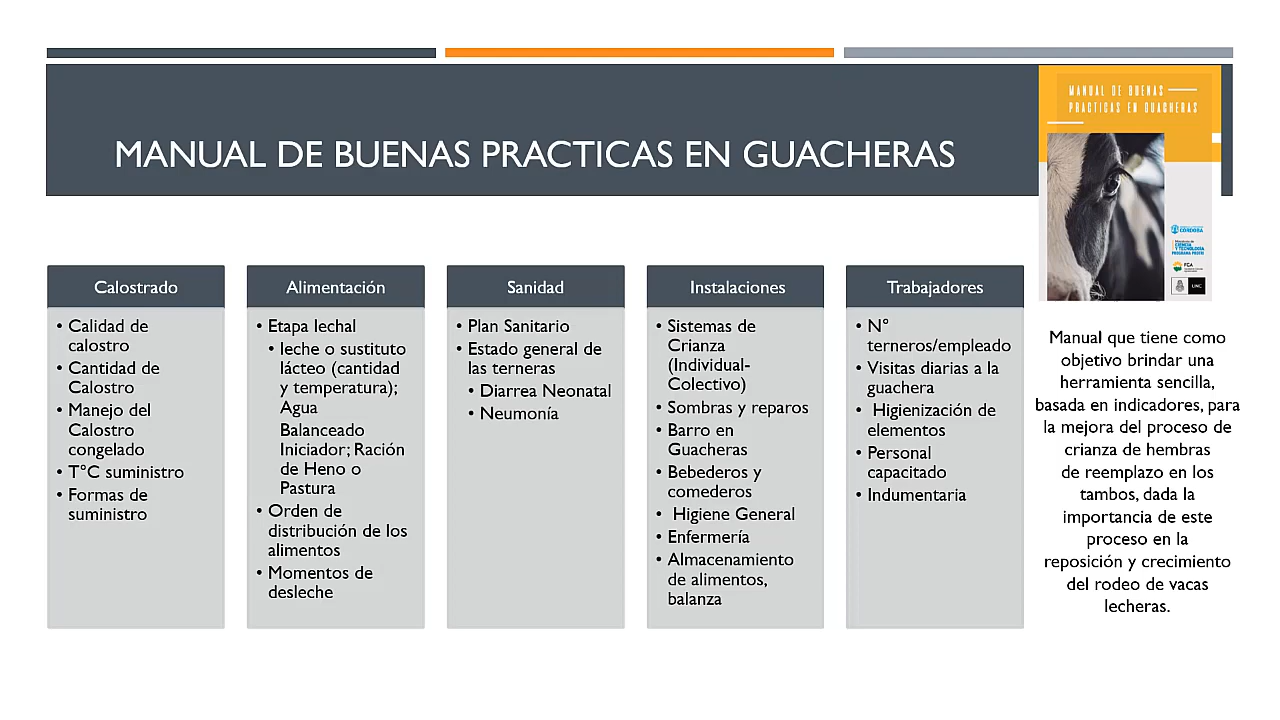 MANUAL DE BUENAS PRACTICAS EN GUACHERAS
MANUAL DE BUENAS
PRACTICAS EN GUACHERAS
CÓRDOBA
CIENCIA
Y TECNOLOGÍA
FCA
UNC
Calostrado
• Calidad de
calostro
• Cantidad de
Calostro
• Manejo del
Calostro
congelado
• T°C suministro
• Formas de
suministro
Alimentación
• Etapa lechal
• leche o sustituto
lácteo (cantidad
y temperatura);
Agua
Balanceado
Iniciador; Ración
de Heno o
Pastura
• Orden de
distribución de los
alimentos
• Momentos de
desleche
Sanidad
• Plan Sanitario
• Estado general de
las terneras
• Diarrea Neonatal
• Neumonía
Instalaciones
• Sistemas de
Crianza
(Individual-
Colectivo)
• Sombras y reparos
• Barro en
Guacheras
• Bebederos y
comederos
• Higiene General
• Enfermería
• Almacenamiento
de alimentos,
balanza
Trabajadores
• N°
terneros/empleado
• Visitas diarias a la
guachera
• Higienización de
elementos
• Personal
capacitado
• Indumentaria
Manual que tiene como
objetivo brindar una
herramienta sencilla,
basada en indicadores, para
la mejora del proceso de
crianza de hembras
de reemplazo en los
tambos, dada la
importancia de este
proceso en la
reposición y crecimiento
del rodeo de vacas
lecheras.